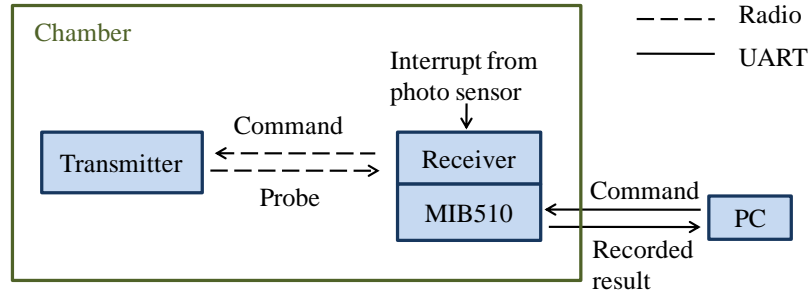 Chamber
Radio
UART
Interrupt from
photo sensor
Command
Transmitter
Probe
Receiver
MIB510
Command
PC
Recorded
result